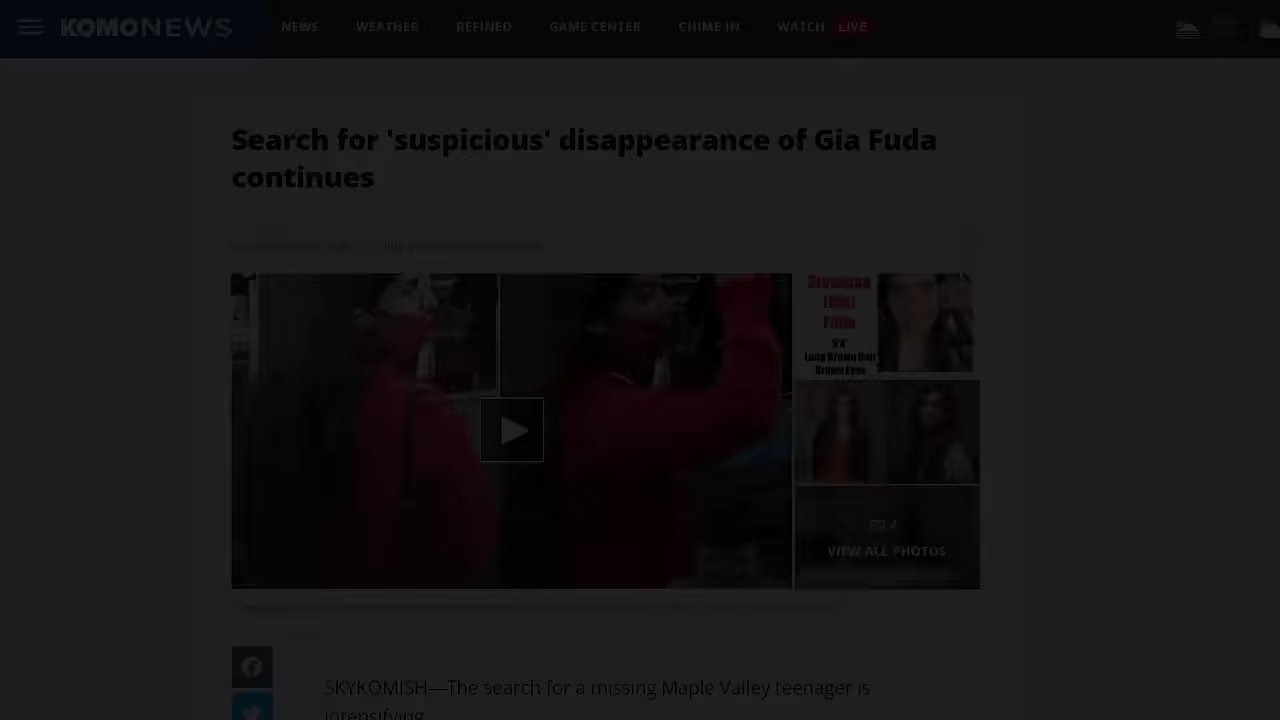 KOMONEWS
NEWS
WEATHER
REFINED
GAME CENTER
CHIME IN
WATCH LIVE
Search for 'suspicious' disappearance of Gia Fuda
continues
Fuda
5'4"
Long Brown Hair
Brown Eyes
VIEW ALL PHOTOS
SKYKOMISH—The search for a missing Maple Valley teenager is
intensifying